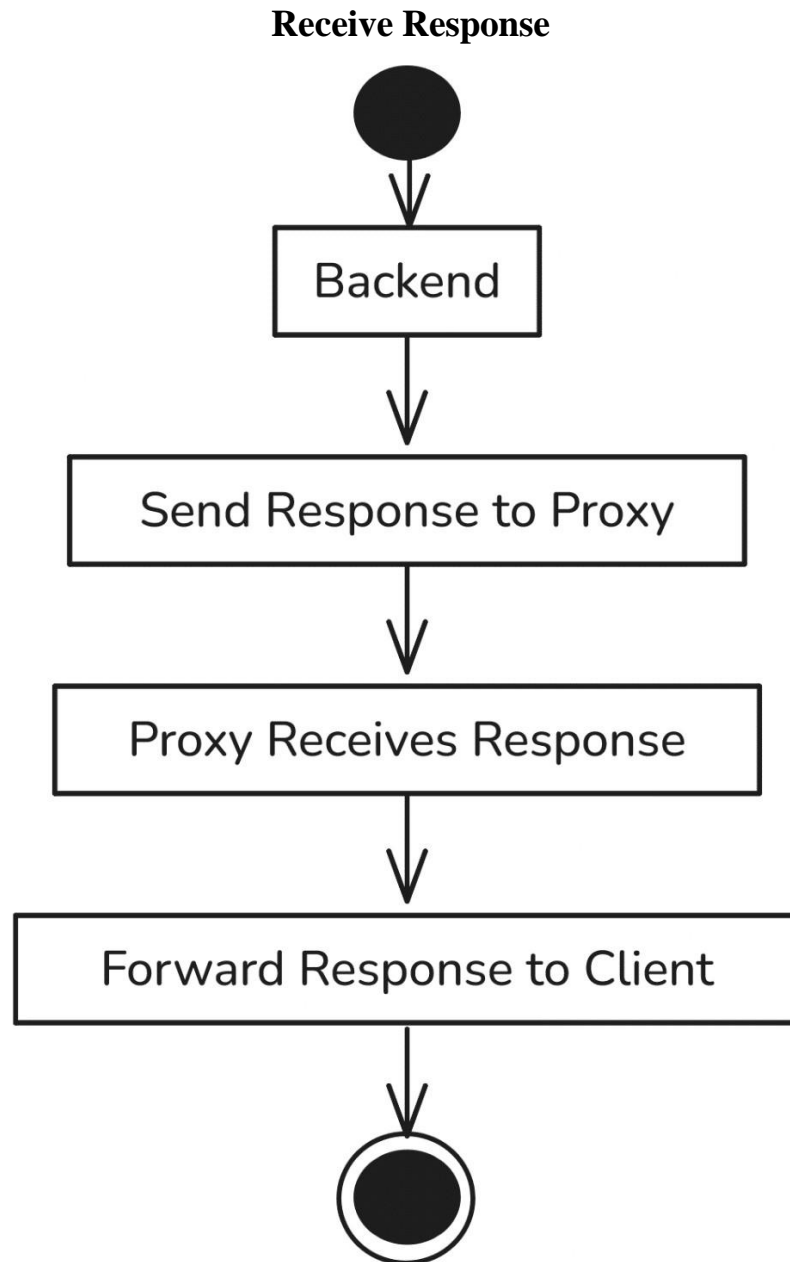 Receive Response
Backend
Send Response to Proxy
Proxy Receives Response
Forward Response to Client